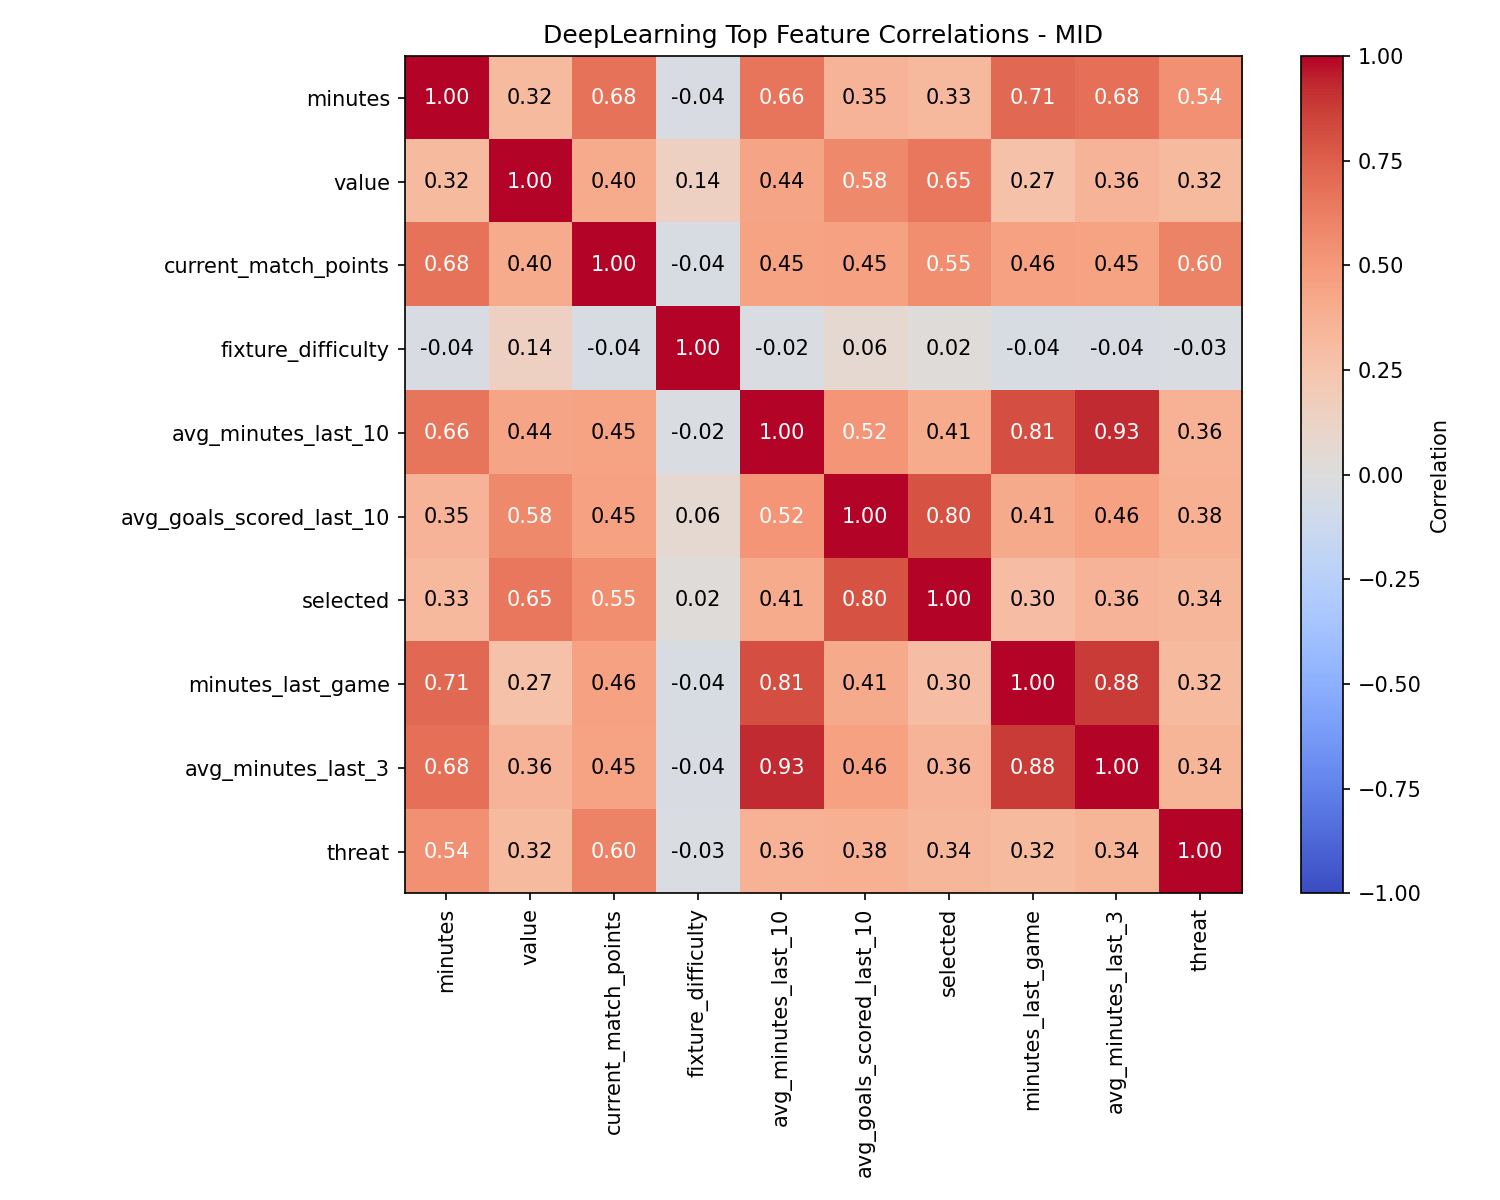 DeepLearning Top Feature Correlations - MID
minutes 1.00 0.32 0.68 -0.04 0.66 0.35 0.33 0.71 0.68 0.54
value 0.32 1.00 0.40 0.14 0.44 0.58 0.65 0.27 0.36 0.32
current_match_points 0.68 0.40 1.00 -0.04 0.45 0.45 0.55 0.46 0.45 0.60
fixture_difficulty -0.04 0.14 -0.04 1.00 -0.02 0.06 0.02 -0.04 -0.04 -0.03
avg_minutes_last_10 0.66 0.44 0.45 -0.02 1.00 0.52 0.41 0.81 0.93 0.36
avg_goals_scored_last_10 0.35 0.58 0.45 0.06 0.52 1.00 0.80 0.41 0.46 0.38
selected 0.33 0.65 0.55 0.02 0.41 0.80 1.00 0.30 0.36 0.34
minutes_last_game 0.71 0.27 0.46 -0.04 0.81 0.41 0.30 1.00 0.88 0.32
avg_minutes_last_3 0.68 0.36 0.45 -0.04 0.93 0.46 0.36 0.88 1.00 0.34
threat 0.54 0.32 0.60 -0.03 0.36 0.38 0.34 0.32 0.34 1.00
minutes
value
current_match_points
fixture_difficulty
avg_minutes_last_10
avg_goals_scored_last_10
selected
minutes_last_game
avg_minutes_last_3
threat
1.00
0.75
0.50
0.25
0.00
−0.25
−0.50
−0.75
−1.00
Correlation